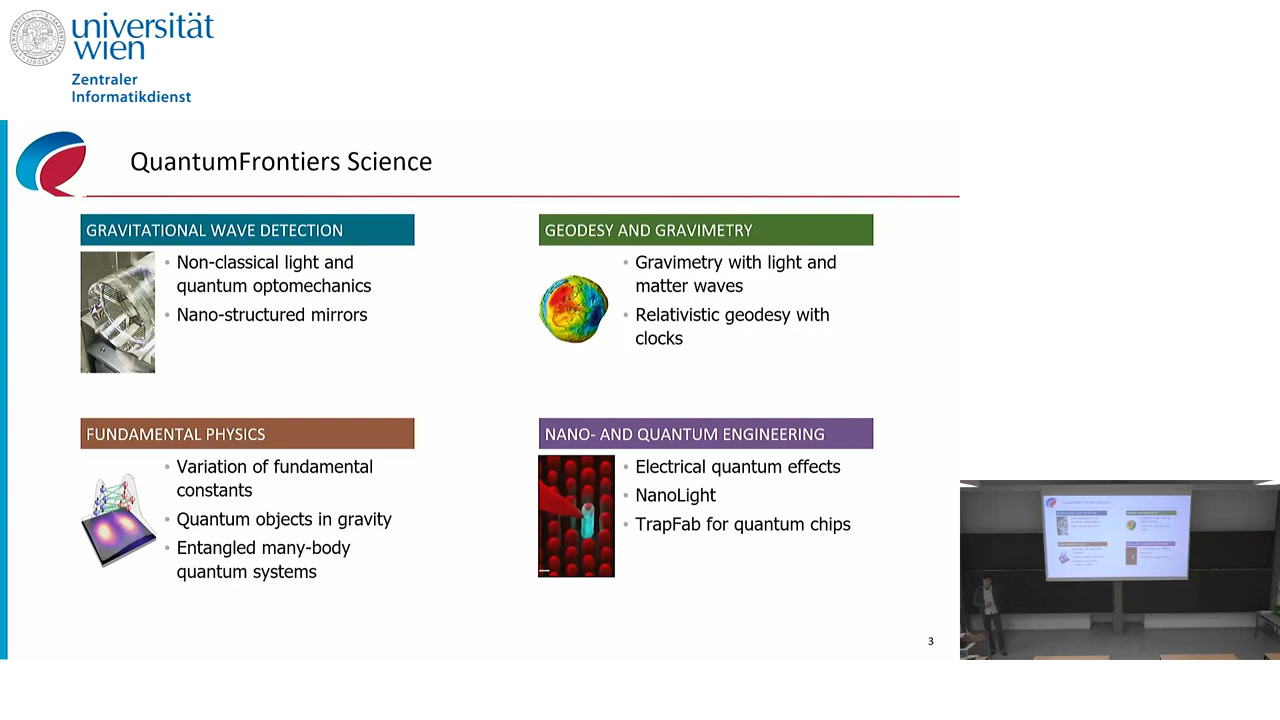 universität
wien
Zentraler
Informatikdienst
QuantumFrontiers Science
GRAVITATIONAL WAVE DETECTION
• Non-classical light and
quantum optomechanics
• Nano-structured mirrors
GEODESY AND GRAVIMETRY
• Gravimetry with light and
matter waves
• Relativistic geodesy with
clocks
FUNDAMENTAL PHYSICS
• Variation of fundamental
constants
• Quantum objects in gravity
• Entangled many-body
quantum systems
NANO- AND QUANTUM ENGINEERING
• Electrical quantum effects
• NanoLight
• TrapFab for quantum chips
3
QuantumFrontiers Science